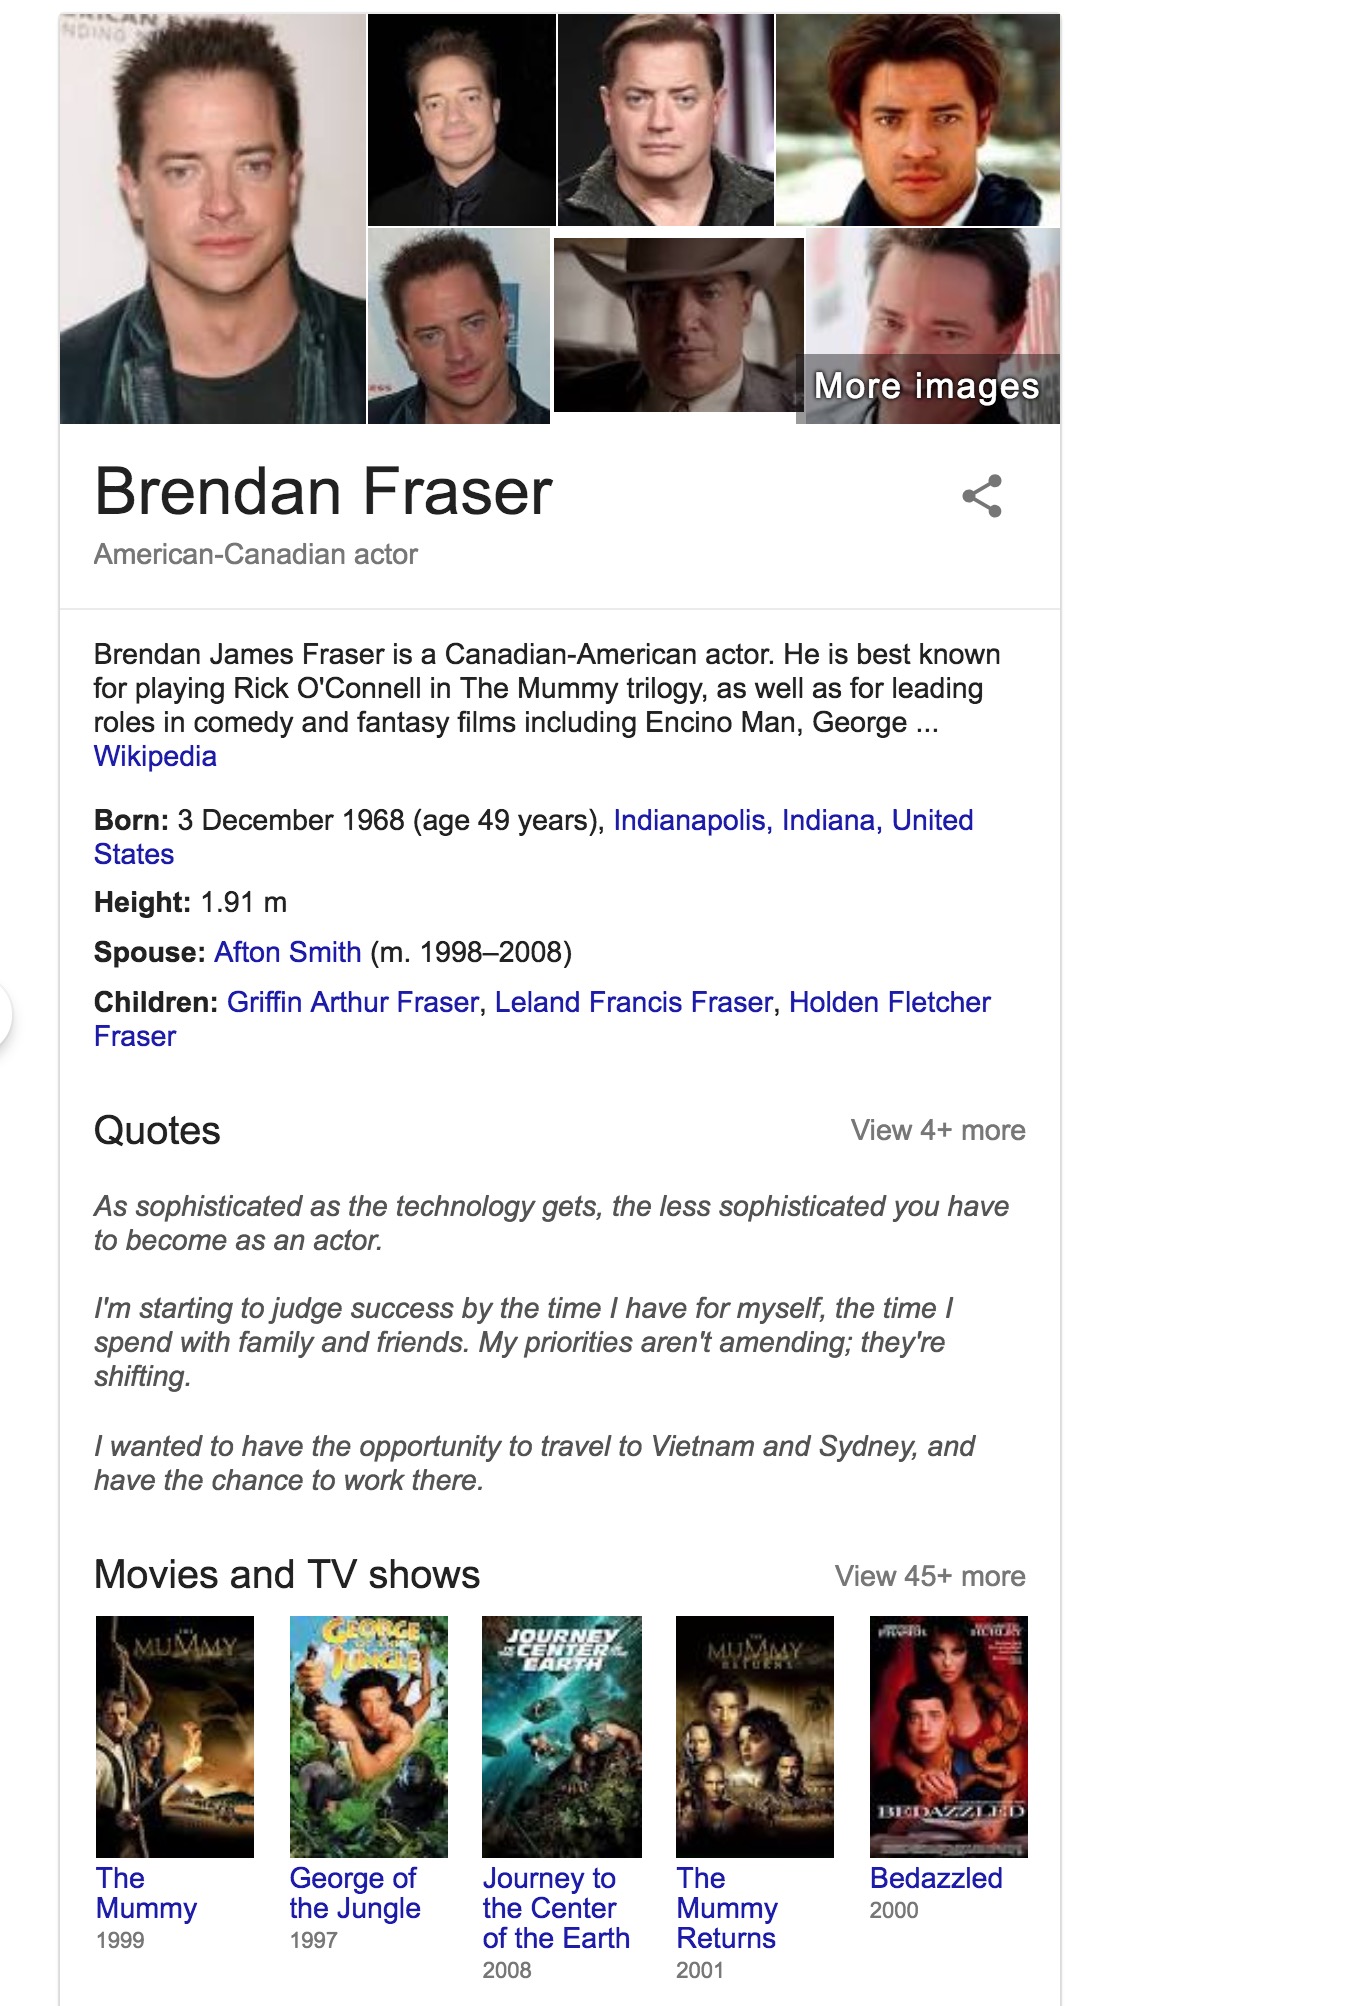 NDING
More images
Brendan Fraser
American-Canadian actor
Brendan James Fraser is a Canadian-American actor. He is best known
for playing Rick O'Connell in The Mummy trilogy, as well as for leading
roles in comedy and fantasy films including Encino Man, George ...
Wikipedia
Born: 3 December 1968 (age 49 years), Indianapolis, Indiana, United
States
Height: 1.91 m
Spouse: Afton Smith (m. 1998–2008)
Children: Griffin Arthur Fraser, Leland Francis Fraser, Holden Fletcher
Fraser
Quotes View 4+ more
As sophisticated as the technology gets, the less sophisticated you have
to become as an actor.
I'm starting to judge success by the time I have for myself, the time I
spend with family and friends. My priorities aren't amending; they're
shifting.
I wanted to have the opportunity to travel to Vietnam and Sydney, and
have the chance to work there.
Movies and TV shows View 45+ more
THE
MUMMY
GEORGE
OF THE
JUNGLE
JOURNEY
TO THE CENTER OF THE
EARTH
THE
MUMMY
RETURNS
FRASER HURLEY
BEDAZZLED
The
Mummy
1999
George of
the Jungle
1997
Journey to
the Center
of the Earth
2008
The
Mummy
Returns
2001
Bedazzled
2000